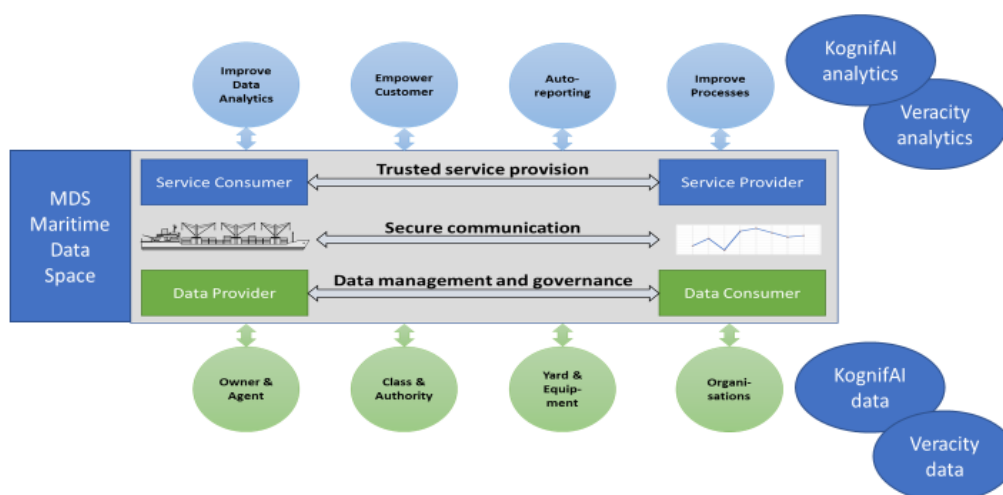 Improve
Data
Analytics
Empower
Customer
Auto-
reporting
Improve
Processes
KognifAI
analytics
Veracity
analytics
MDS
Maritime
Data
Space
Service Consumer
Trusted service provision
Service Provider
Secure communication
Data Provider
Data management and governance
Data Consumer
Owner &
Agent
Class &
Authority
Yard &
Equip-
ment
Organi-
sations
KognifAI
data
Veracity
data